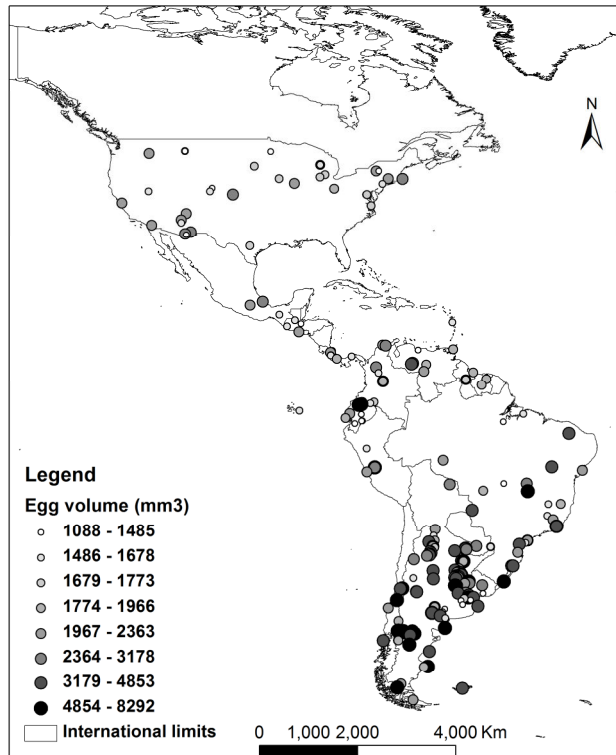 N
Legend
Egg volume (mm3)
1088 - 1485
1486 - 1678
1679 - 1773
1774 - 1966
1967 - 2363
2364 - 3178
3179 - 4853
4854 - 8292
International limits
0 1,000 2,000 4,000 Km